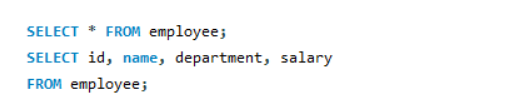 SELECT * FROM employee;
SELECT id, name, department, salary
FROM employee;